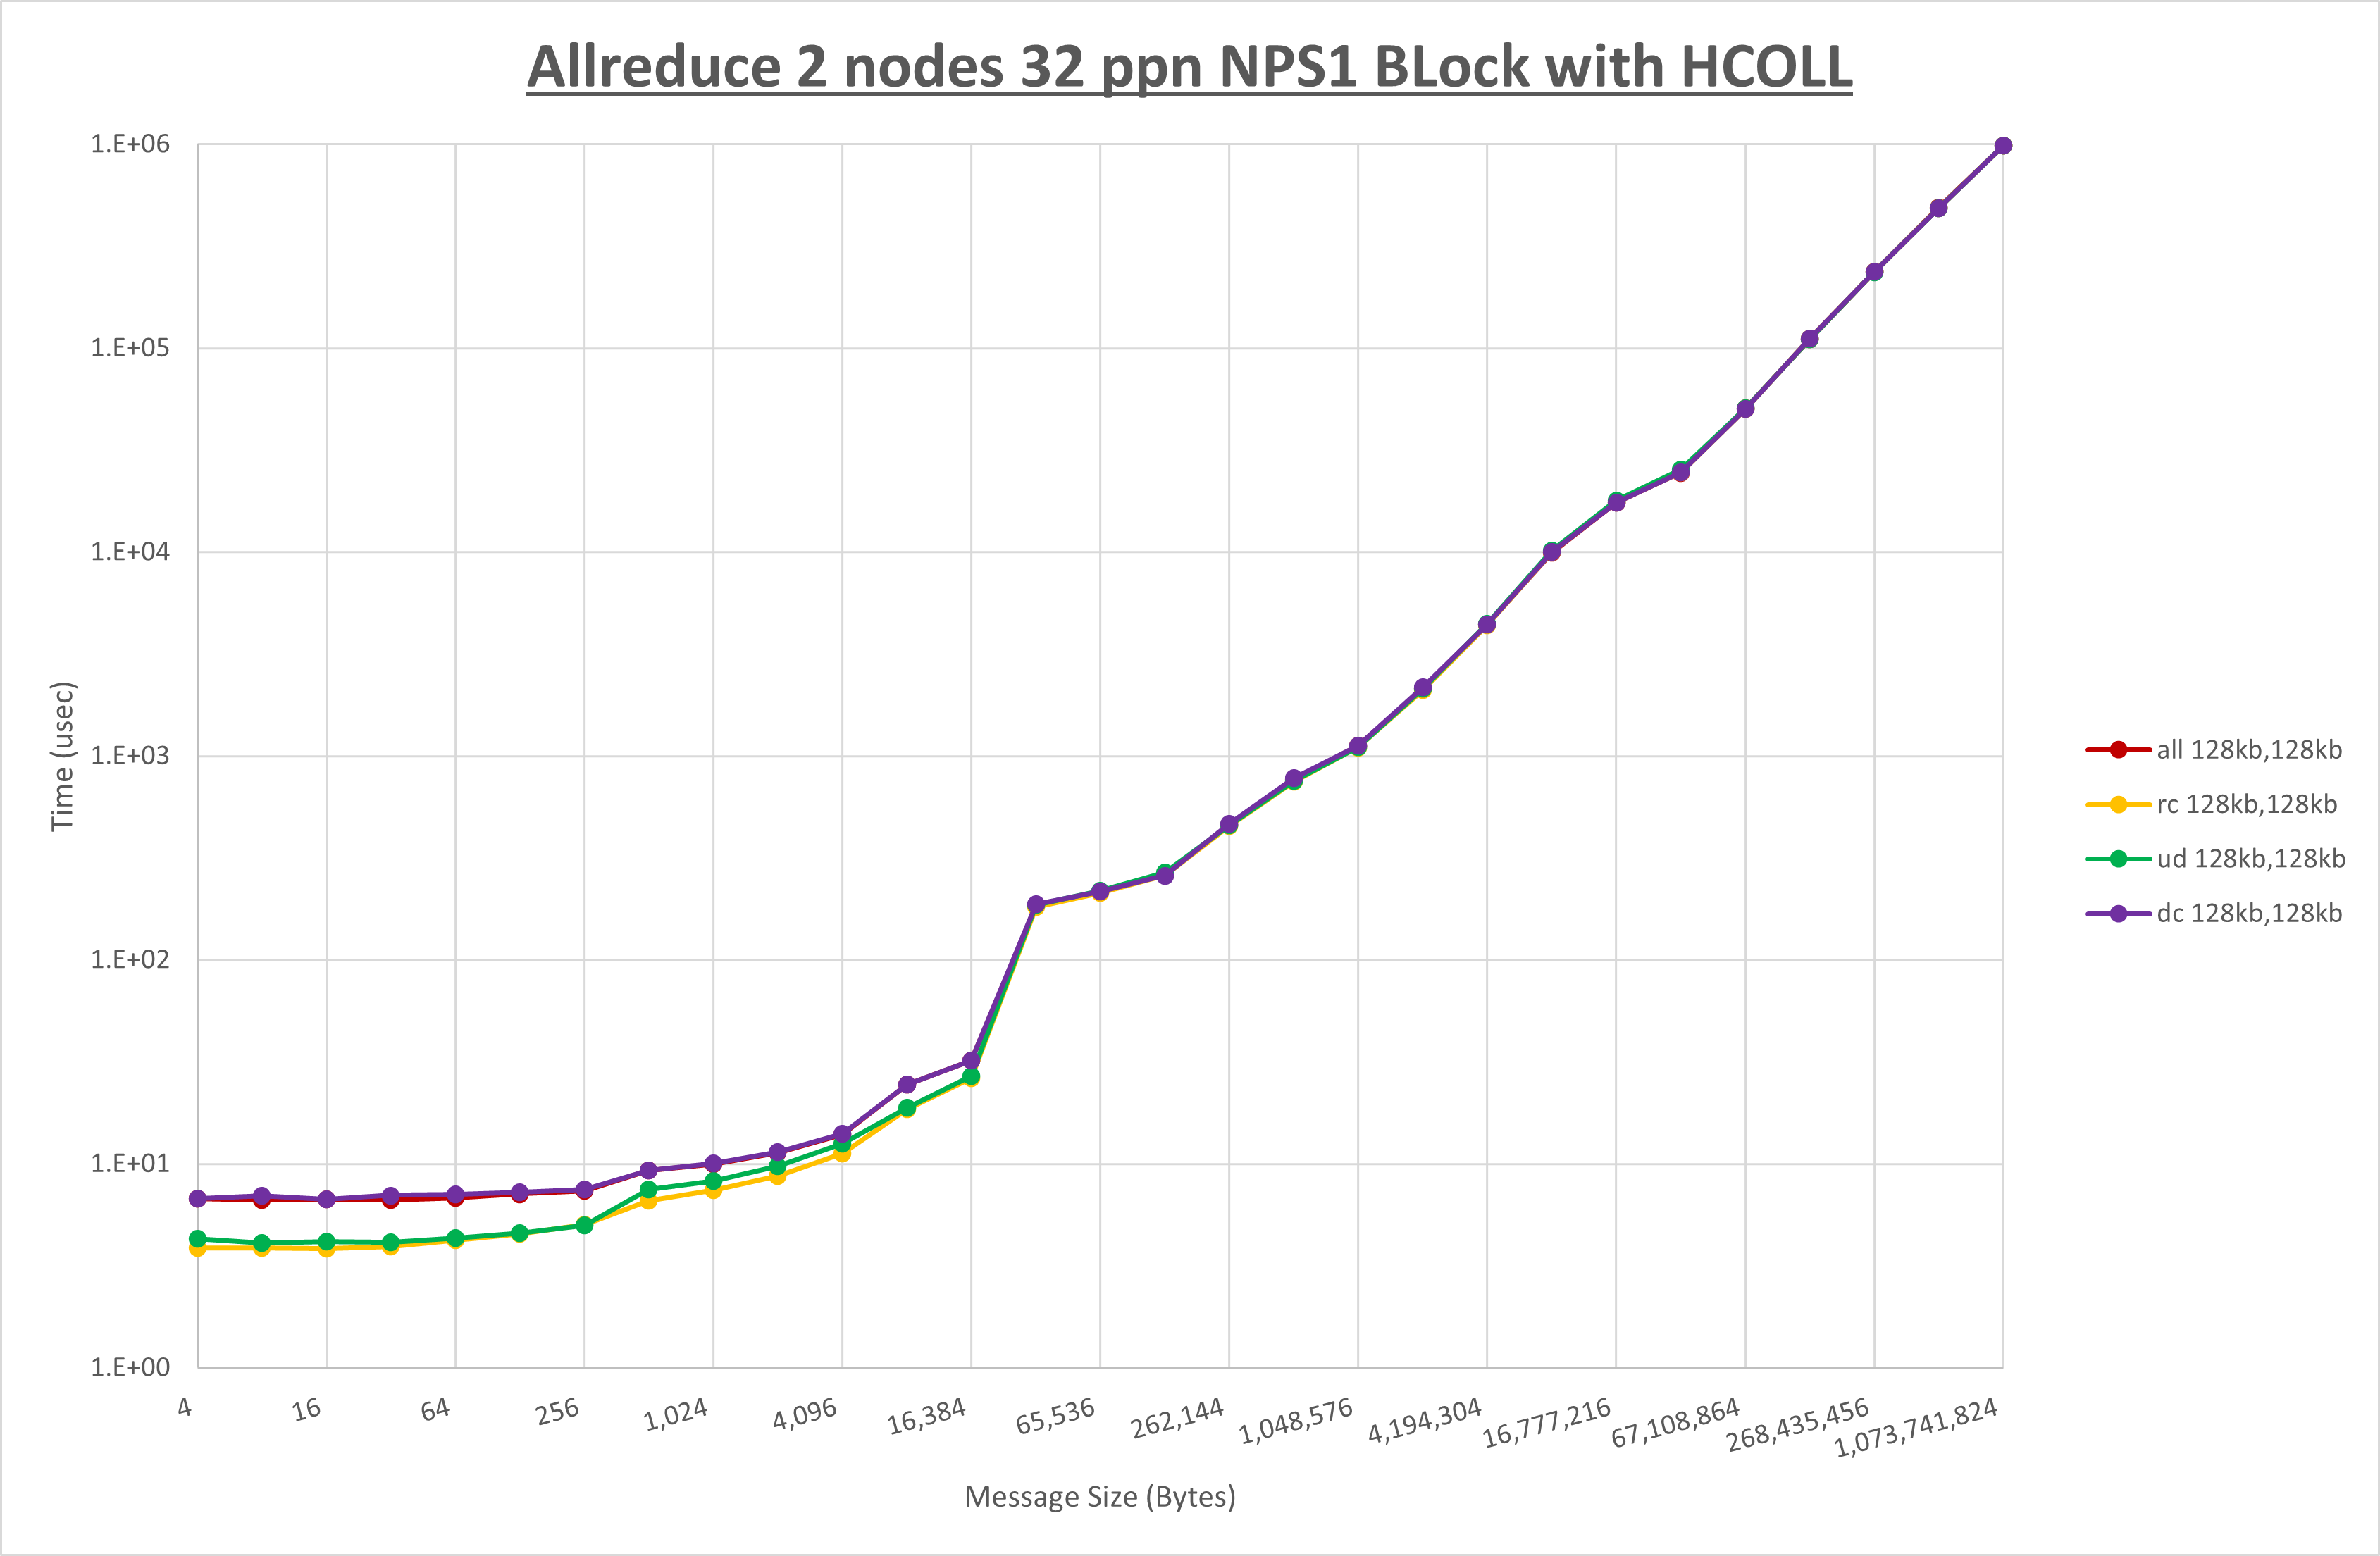 Allreduce 2 nodes 32 ppn NPS1 BLock with HCOLL
1.E+06
1.E+05
1.E+04
1.E+03
1.E+02
1.E+01
1.E+00
Time (usec)
all 128kb,128kb
rc 128kb,128kb
ud 128kb,128kb
dc 128kb,128kb
4
16
64
256
1,024
4,096
16,384
65,536
262,144
1,048,576
4,194,304
16,777,216
67,108,864
268,435,456
1,073,741,824
Message Size (Bytes)